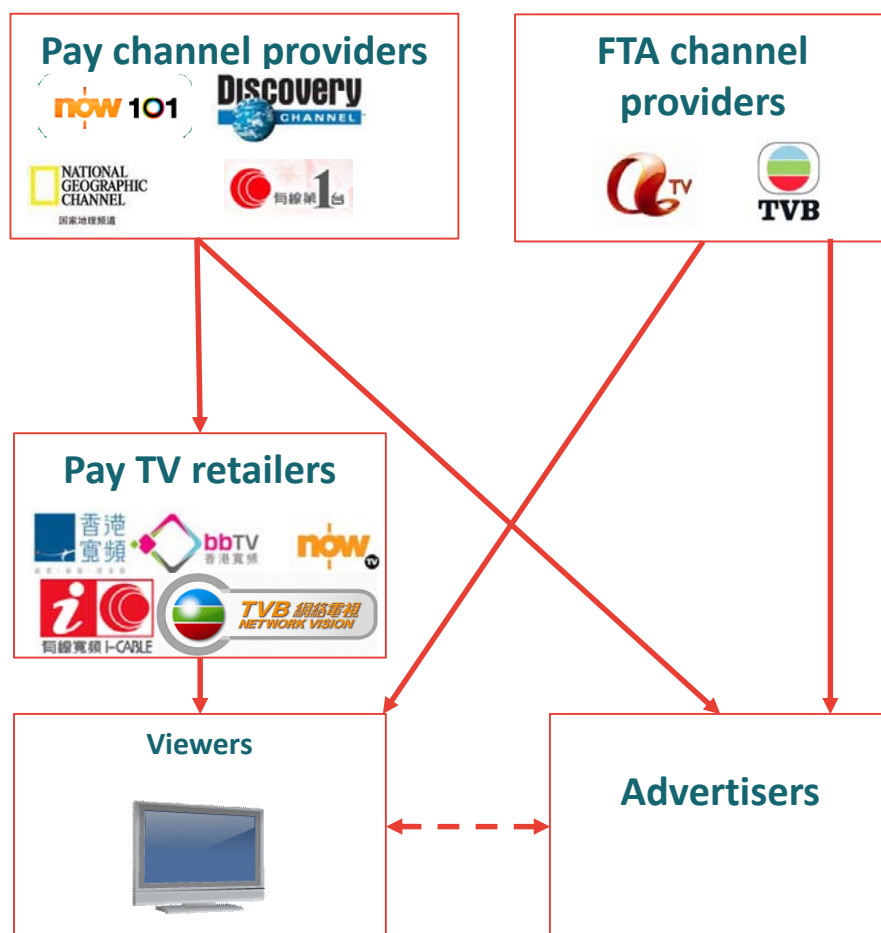 Pay channel providers
now 101
Discovery
CHANNEL
NATIONAL
GEOGRAPHIC
CHANNEL
国家地理频道
有線第1台
FTA channel
providers
TV
TVB
Pay TV retailers
香港
寬頻
bbTV
香港寬頻
now
TV
i
有線寬頻 i-CABLE
TVB 網絡電視
NETWORK VISION
Viewers
Advertisers